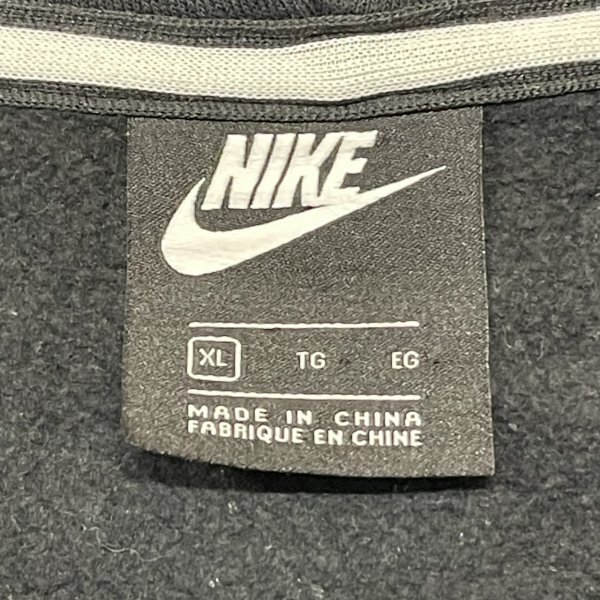 NIKE
XL TG EG
MADE IN CHINA
FABRIQUE EN CHINE